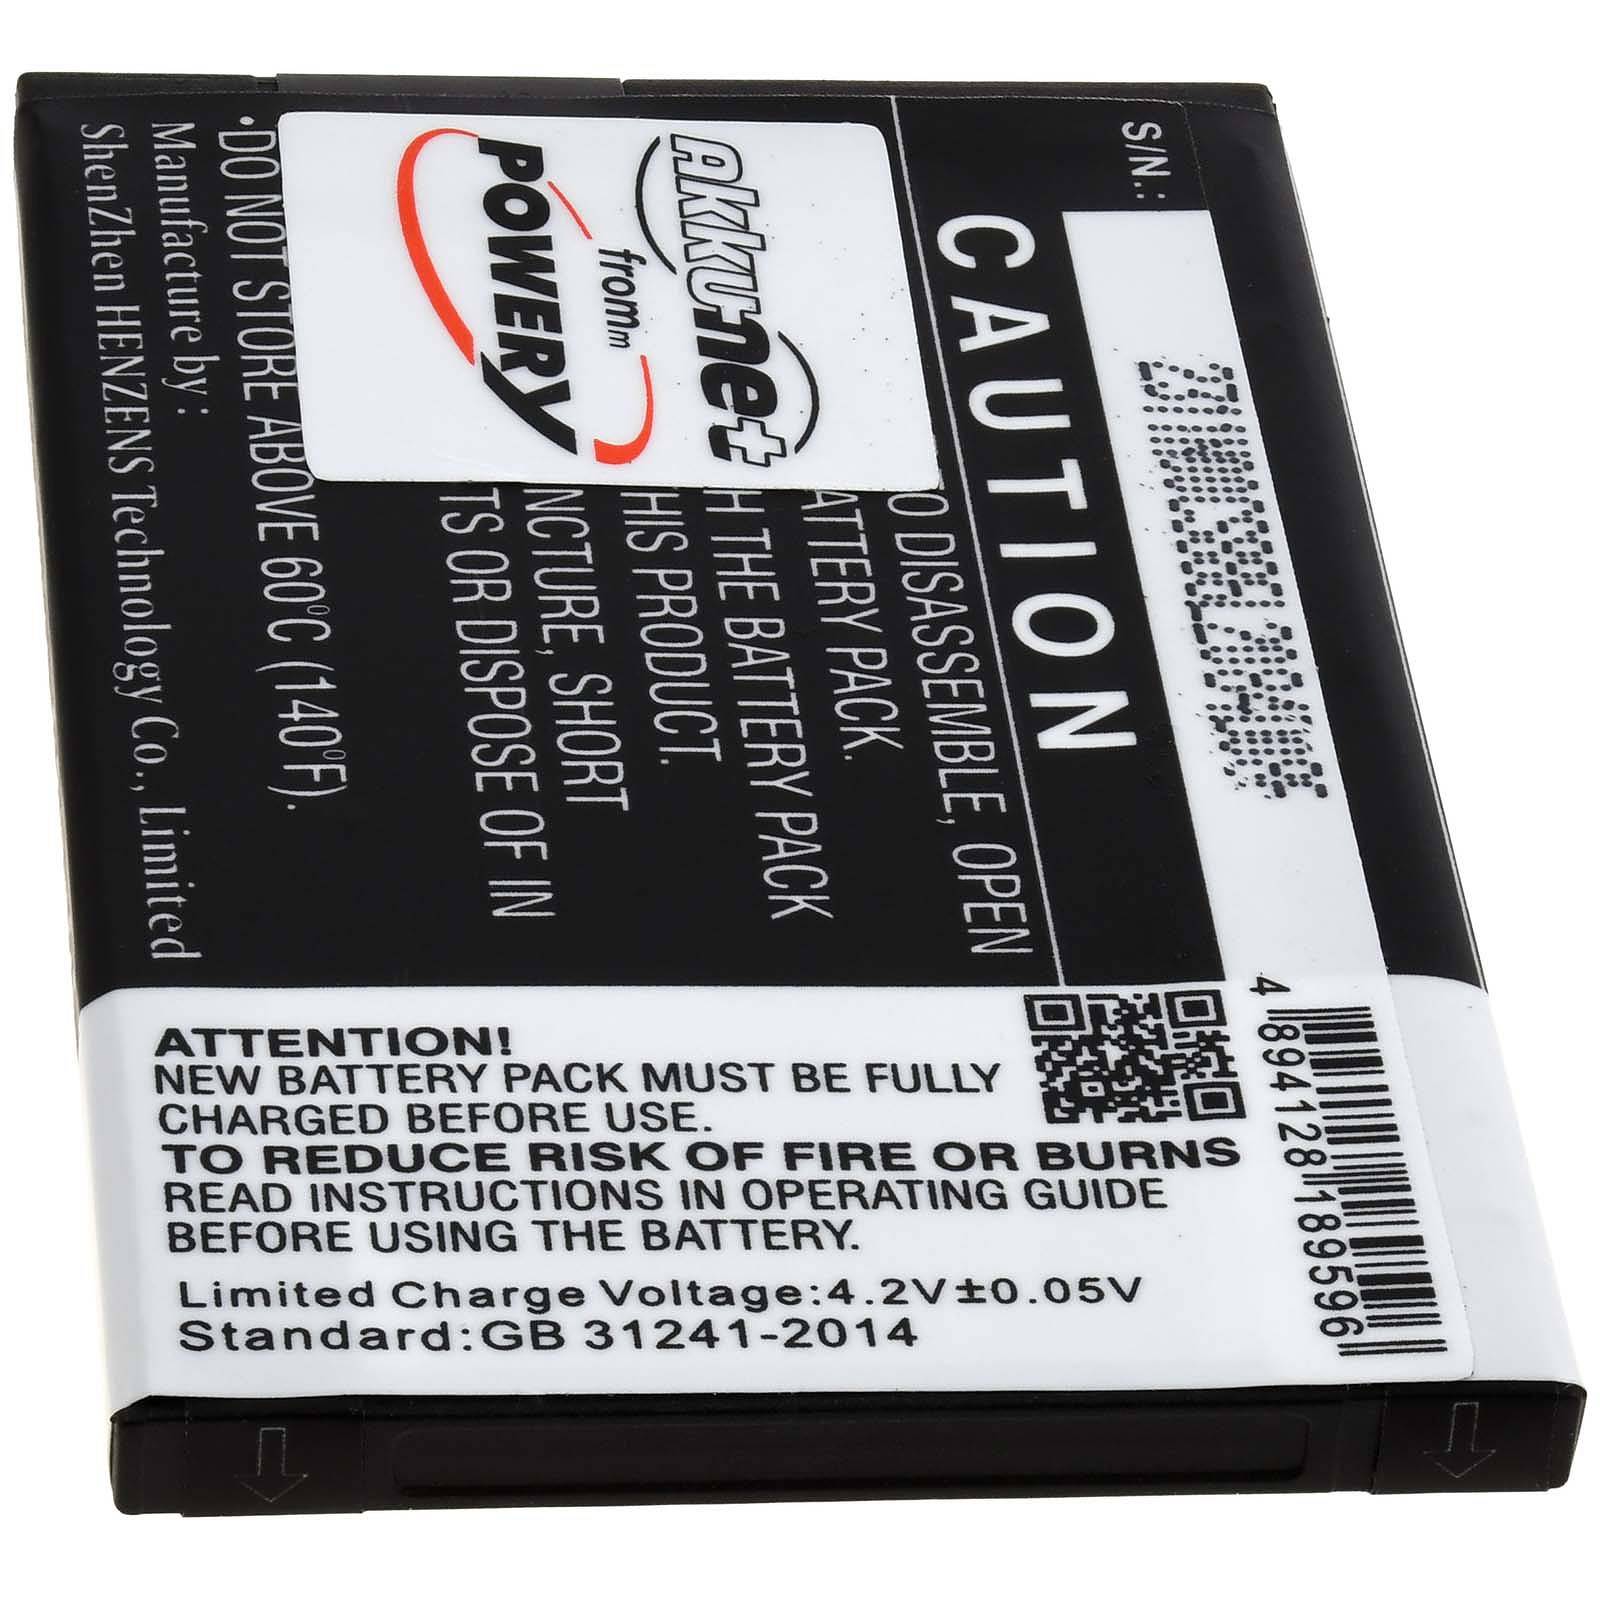 S/N.:
CAUTION
O DISASSEMBLE, OPEN
ATTERY PACK.
H THE BATTERY PACK
HIS PRODUCT.
NCTURE, SHORT
TS OR DISPOSE OF IN
•DO NOT STORE ABOVE 60°C (140°F).
Manufacture by:
ShenZhen HENZENS Technology Co., Limited
akkunet
from
POWERY
4 894128 189596
ATTENTION!
NEW BATTERY PACK MUST BE FULLY
CHARGED BEFORE USE.
TO REDUCE RISK OF FIRE OR BURNS
READ INSTRUCTIONS IN OPERATING GUIDE
BEFORE USING THE BATTERY.
Limited Charge Voltage:4.2V±0.05V
Standard:GB 31241-2014